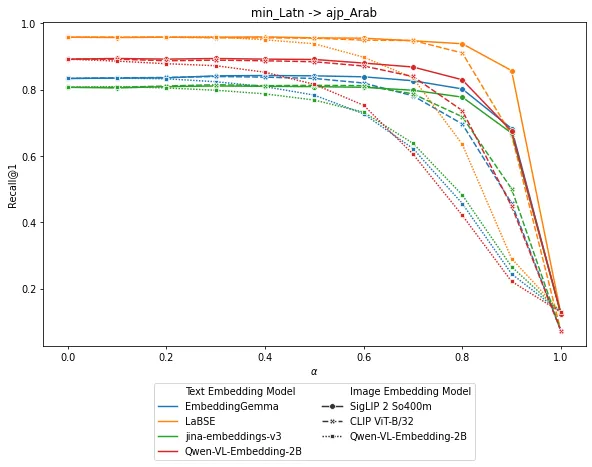 min_Latn -> ajp_Arab
Recall@1
1.0
0.8
0.6
0.4
0.2
0.0 0.2 0.4 0.6 0.8 1.0
α
Text Embedding Model
EmbeddingGemma
LaBSE
jina-embeddings-v3
Qwen-VL-Embedding-2B
Image Embedding Model
SigLIP 2 So400m
CLIP ViT-B/32
Qwen-VL-Embedding-2B